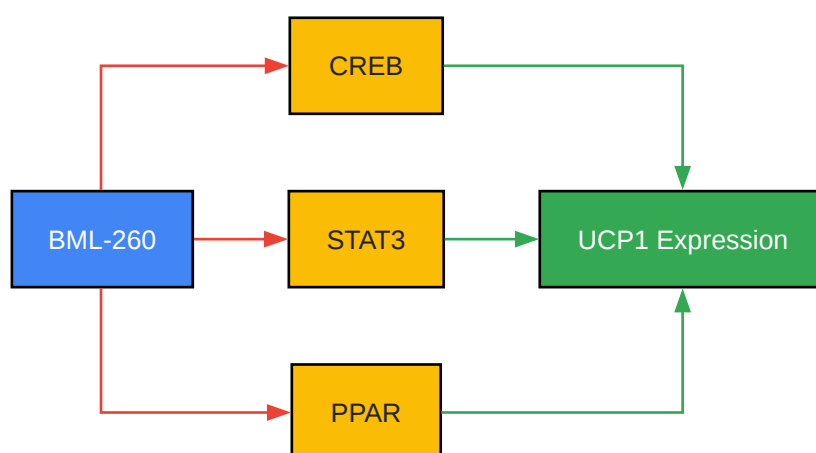 CREB
BML-260
STAT3
UCP1 Expression
PPAR